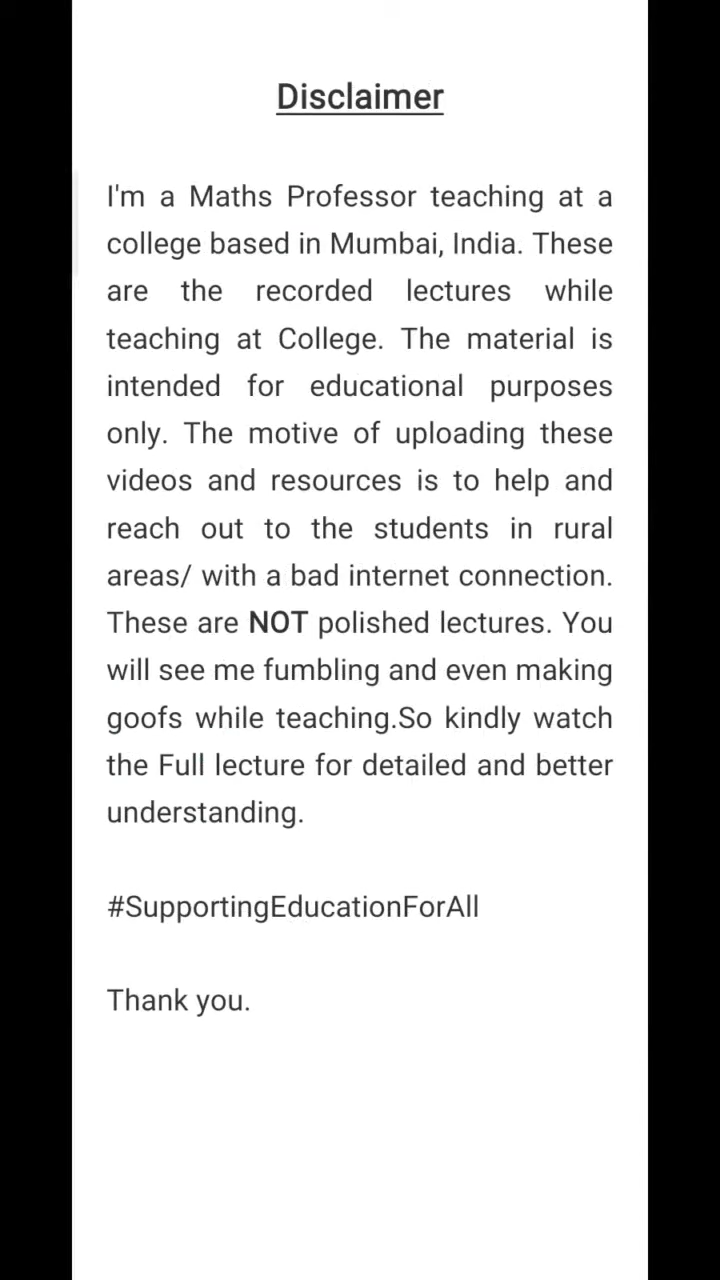 Disclaimer
I'm a Maths Professor teaching at a
college based in Mumbai, India. These
are the recorded lectures while
teaching at College. The material is
intended for educational purposes
only. The motive of uploading these
videos and resources is to help and
reach out to the students in rural
areas/ with a bad internet connection.
These are NOT polished lectures. You
will see me fumbling and even making
goofs while teaching.So kindly watch
the Full lecture for detailed and better
understanding.
#SupportingEducationForAll
Thank you.